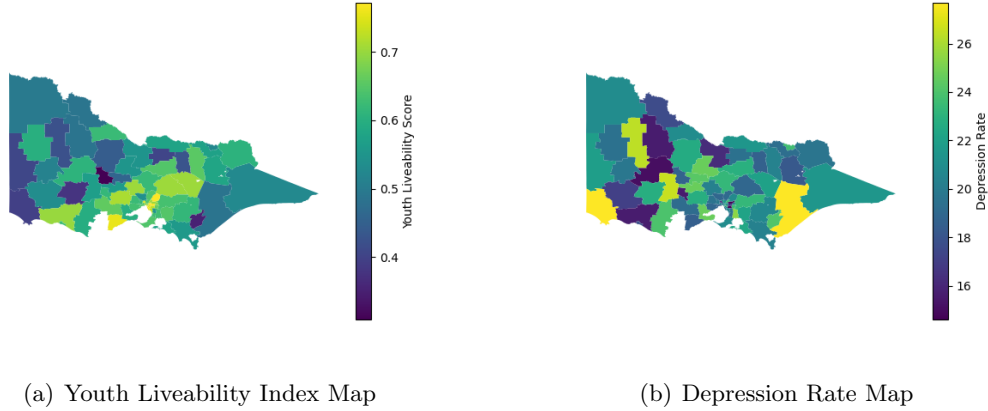 0.7
0.6
0.5
0.4
Youth Liveability Score
26
24
22
20
18
16
Depression Rate
(a) Youth Liveability Index Map
(b) Depression Rate Map